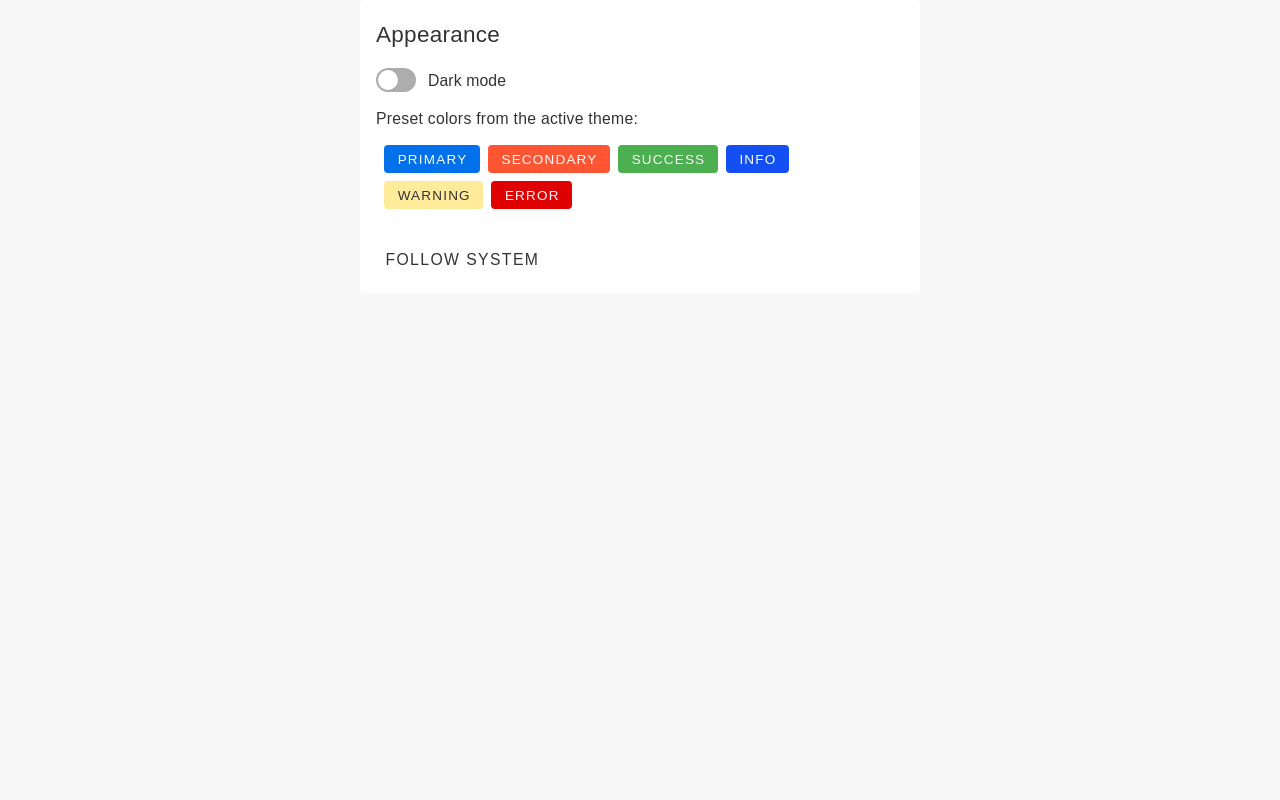 Appearance
Dark mode
Preset colors from the active theme:
PRIMARY SECONDARY SUCCESS INFO
WARNING ERROR
FOLLOW SYSTEM